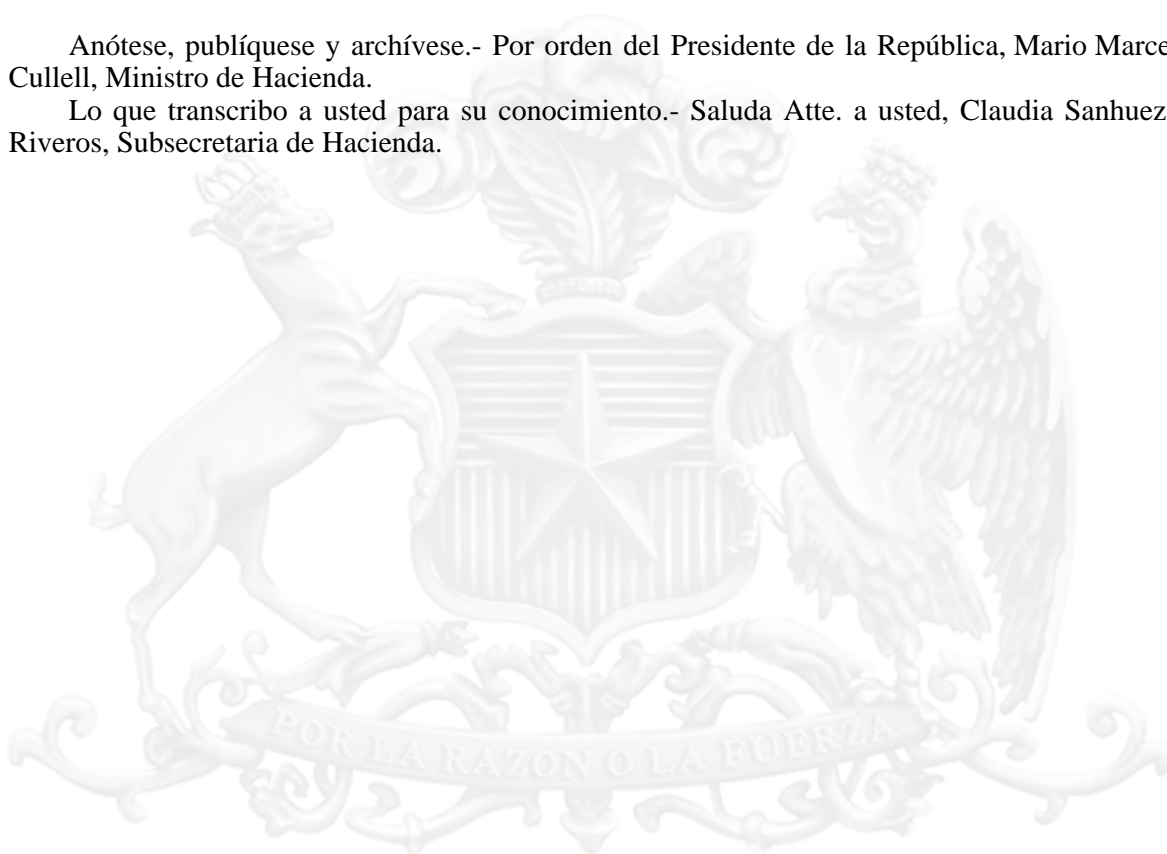 Anótese, publíquese y archívese.- Por orden del Presidente de la República, Mario Marce
Cullell, Ministro de Hacienda.
Lo que transcribo a usted para su conocimiento.- Saluda Atte. a usted, Claudia Sanhuez
Riveros, Subsecretaria de Hacienda.
POR LA RAZON O LA FUERZA